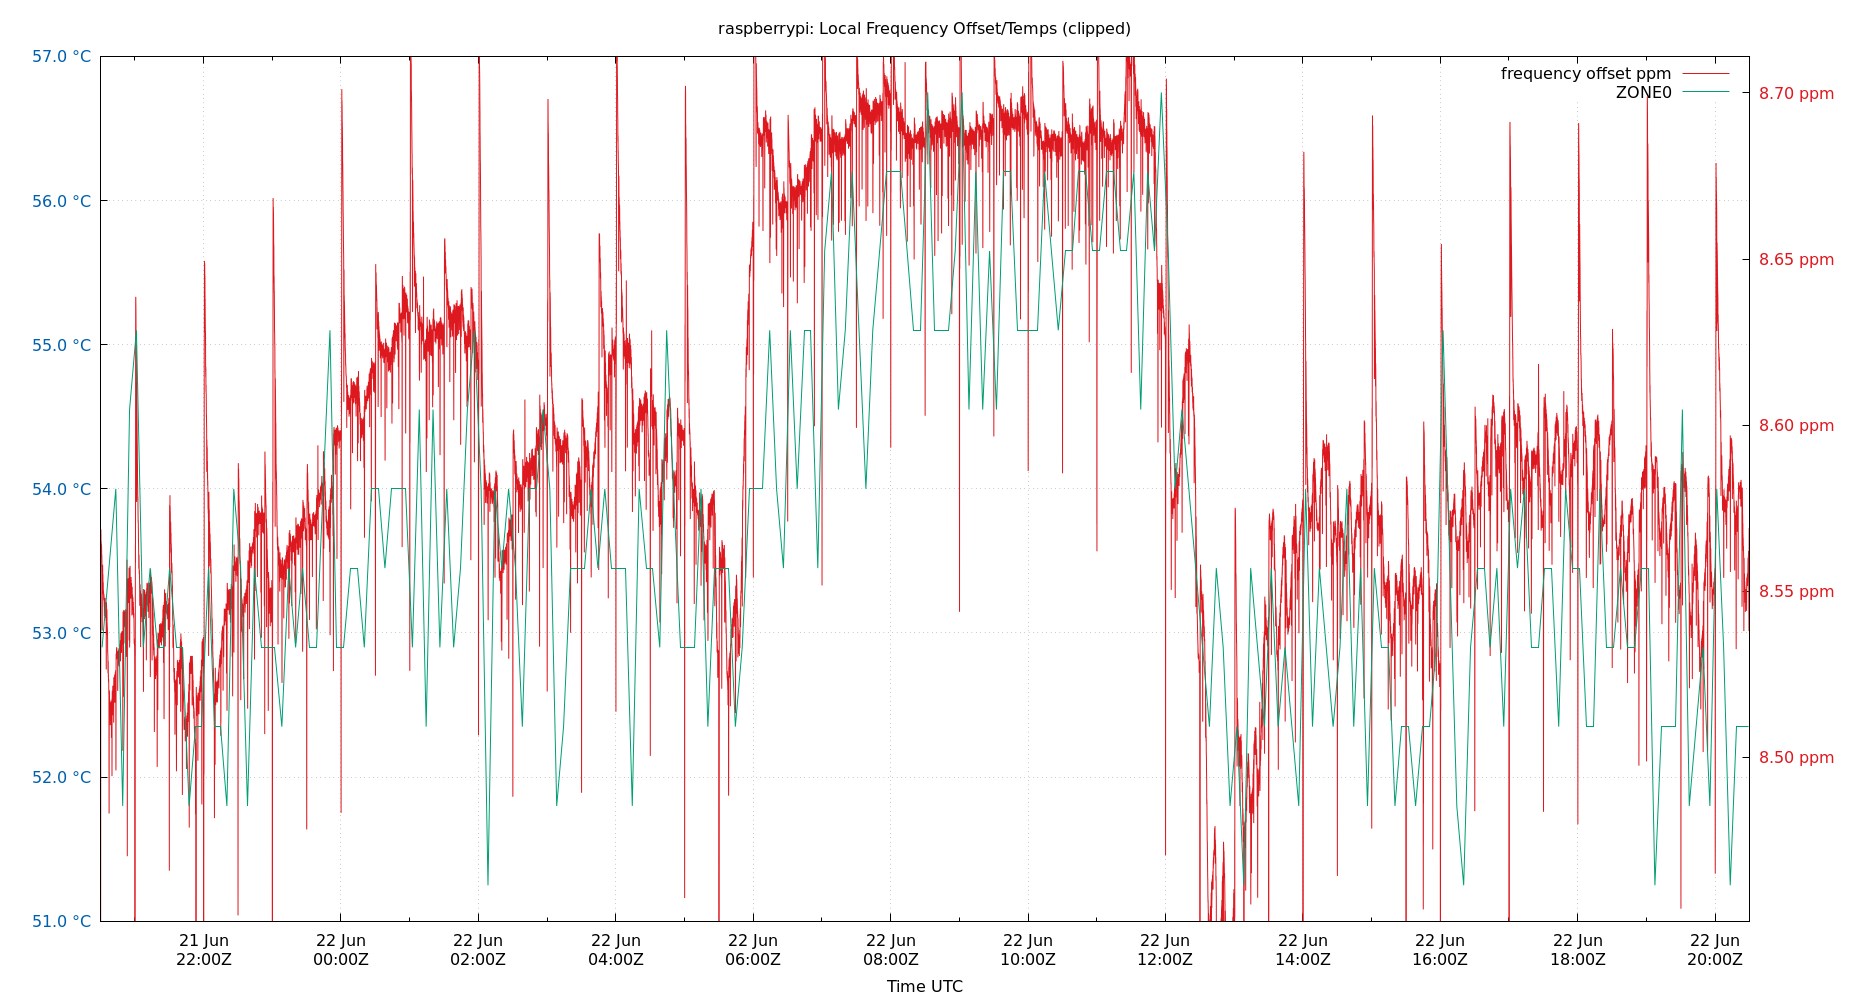 raspberrypi: Local Frequency Offset/Temps (clipped)
57.0 °C
frequency offset ppm
ZONE0
8.70 ppm
56.0 °C
8.65 ppm
55.0 °C
8.60 ppm
54.0 °C
8.55 ppm
53.0 °C
8.50 ppm
52.0 °C
51.0 °C
21 Jun 22 Jun 22 Jun 22 Jun 22 Jun 22 Jun 22 Jun 22 Jun 22 Jun 22 Jun 22 Jun 22 Jun
22:00Z 00:00Z 02:00Z 04:00Z 06:00Z 08:00Z 10:00Z 12:00Z 14:00Z 16:00Z 18:00Z 20:00Z
Time UTC